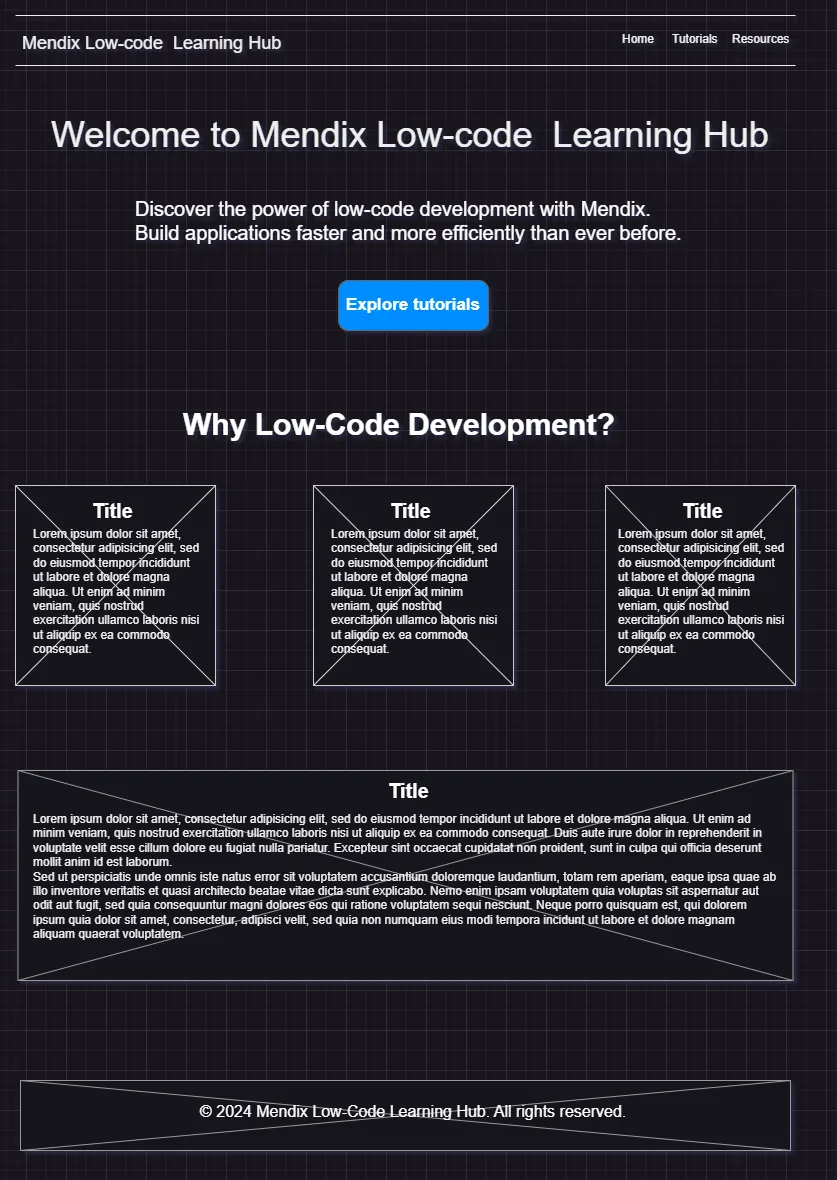 Mendix Low-code  Learning Hub
Home Tutorials Resources
Welcome to Mendix Low-code  Learning Hub
Discover the power of low-code development with Mendix.
Build applications faster and more efficiently than ever before.
Explore tutorials
Why Low-Code Development?
Title
Lorem ipsum dolor sit amet,
consectetur adipisicing elit, sed
do eiusmod tempor incididunt
ut labore et dolore magna
aliqua. Ut enim ad minim
veniam, quis nostrud
exercitation ullamco laboris nisi
ut aliquip ex ea commodo
consequat.
Title
Lorem ipsum dolor sit amet,
consectetur adipisicing elit, sed
do eiusmod tempor incididunt
ut labore et dolore magna
aliqua. Ut enim ad minim
veniam, quis nostrud
exercitation ullamco laboris nisi
ut aliquip ex ea commodo
consequat.
Title
Lorem ipsum dolor sit amet,
consectetur adipisicing elit, sed
do eiusmod tempor incididunt
ut labore et dolore magna
aliqua. Ut enim ad minim
veniam, quis nostrud
exercitation ullamco laboris nisi
ut aliquip ex ea commodo
consequat.
Title
Lorem ipsum dolor sit amet, consectetur adipisicing elit, sed do eiusmod tempor incididunt ut labore et dolore magna aliqua. Ut enim ad
minim veniam, quis nostrud exercitation ullamco laboris nisi ut aliquip ex ea commodo consequat. Duis aute irure dolor in reprehenderit in
voluptate velit esse cillum dolore eu fugiat nulla pariatur. Excepteur sint occaecat cupidatat non proident, sunt in culpa qui officia deserunt
mollit anim id est laborum.
Sed ut perspiciatis unde omnis iste natus error sit voluptatem accusantium doloremque laudantium, totam rem aperiam, eaque ipsa quae ab
illo inventore veritatis et quasi architecto beatae vitae dicta sunt explicabo. Nemo enim ipsam voluptatem quia voluptas sit aspernatur aut
odit aut fugit, sed quia consequuntur magni dolores eos qui ratione voluptatem sequi nesciunt. Neque porro quisquam est, qui dolorem
ipsum quia dolor sit amet, consectetur, adipisci velit, sed quia non numquam eius modi tempora incidunt ut labore et dolore magnam
aliquam quaerat voluptatem.
© 2024 Mendix Low-Code Learning Hub. All rights reserved.